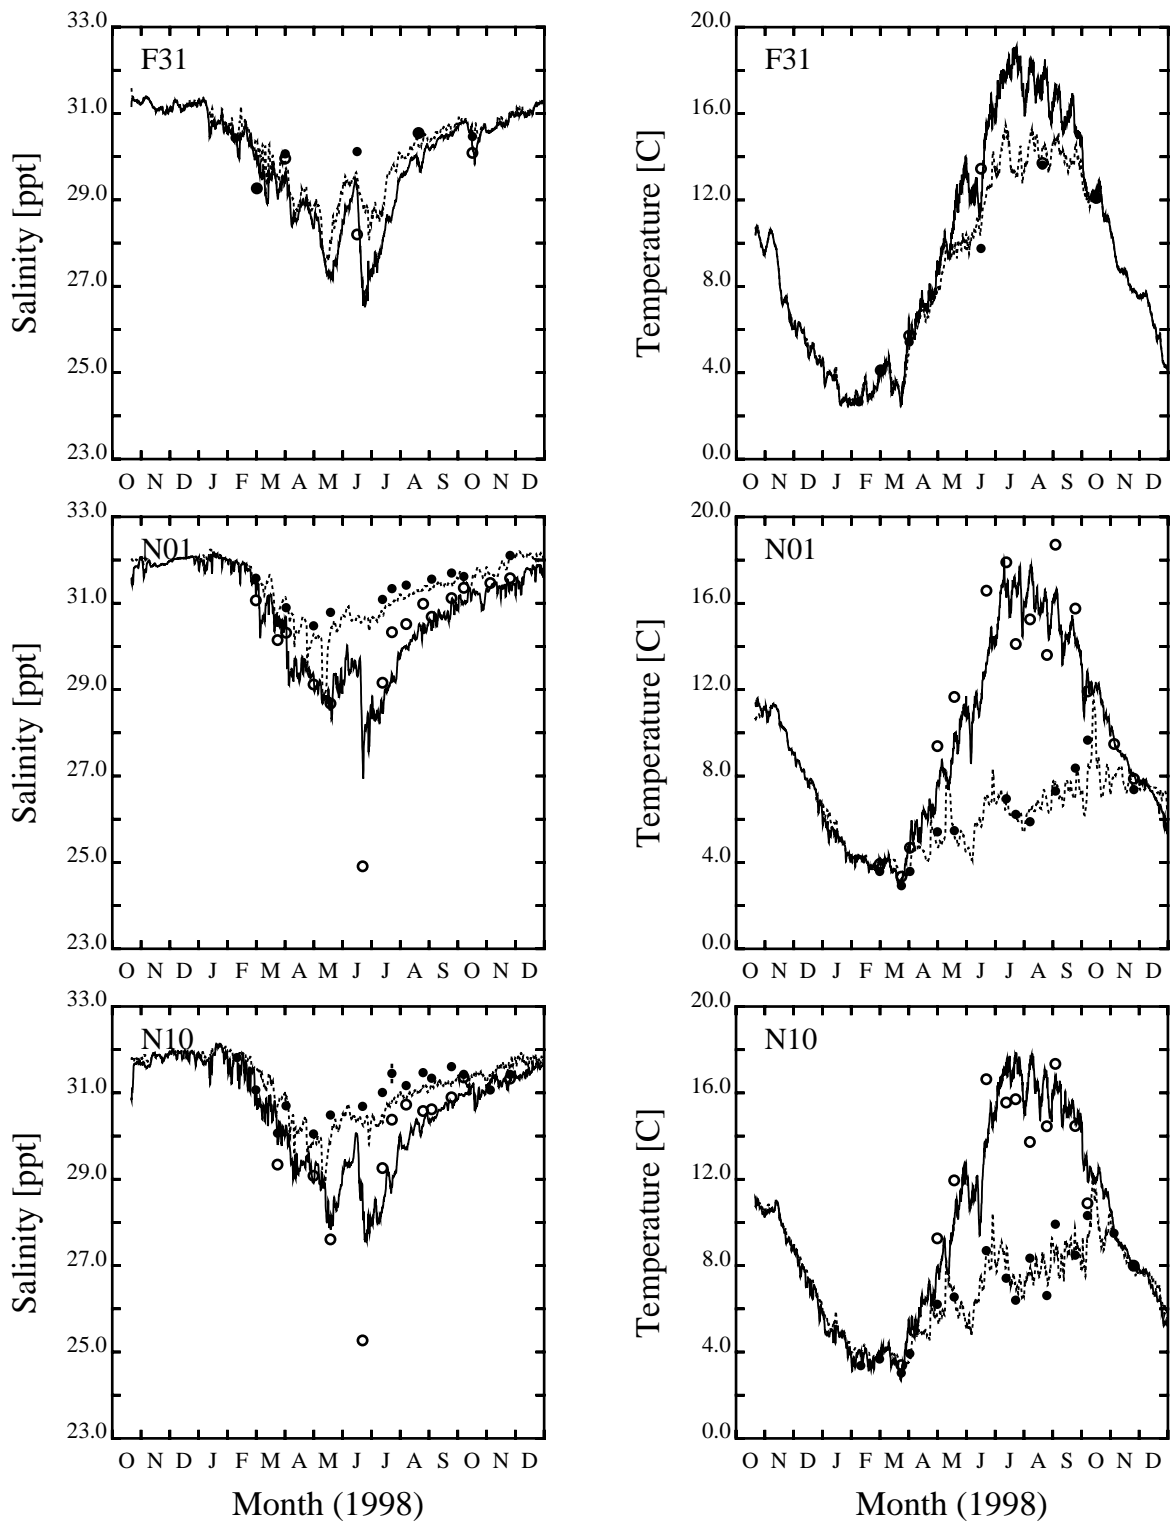 F31
33.0
31.0
29.0
27.0
25.0
23.0
Salinity [ppt]
O N D J F M A M J J A S O N D
F31
20.0
16.0
12.0
8.0
4.0
0.0
Temperature [C]
O N D J F M A M J J A S O N D
N01
33.0
31.0
29.0
27.0
25.0
23.0
Salinity [ppt]
O N D J F M A M J J A S O N D
N01
20.0
16.0
12.0
8.0
4.0
0.0
Temperature [C]
O N D J F M A M J J A S O N D
N10
33.0
31.0
29.0
27.0
25.0
23.0
Salinity [ppt]
O N D J F M A M J J A S O N D
Month (1998)
N10
20.0
16.0
12.0
8.0
4.0
0.0
Temperature [C]
O N D J F M A M J J A S O N D
Month (1998)